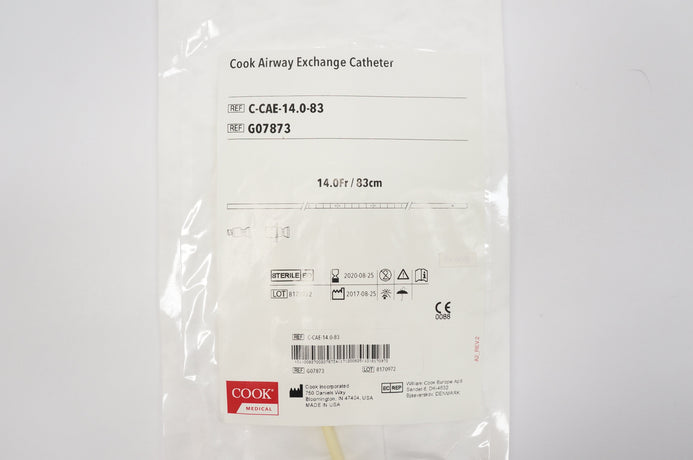 Cook Airway Exchange Catheter
REF C-CAE-14.0-83
REF G07873
14.0Fr / 83cm
STERILE EO 2020-08-25
LOT 8170972 2017-08-25
CE
0088
REF C-CAE-14.0-83
REF G07873 LOT 8170972
COOK
MEDICAL
Cook Incorporated
750 Daniels Way
Bloomington, IN 47404, USA
MADE IN USA
EC REP
William Cook Europe ApS
Sandet 6, DK-4632
Bjaeverskov, DENMARK